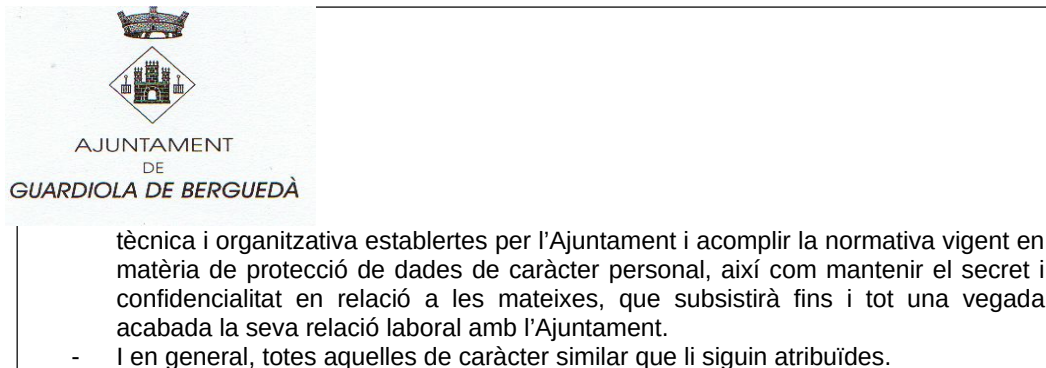 AJUNTAMENT
DE
GUARDIOLA DE BERGUEDÀ
tècnica i organitzativa establertes per l’Ajuntament i acomplir la normativa vigent en
matèria de protecció de dades de caràcter personal, així com mantenir el secret i
confidencialitat en relació a les mateixes, que subsistirà fins i tot una vegada
acabada la seva relació laboral amb l’Ajuntament.
- I en general, totes aquelles de caràcter similar que li siguin atribuïdes.